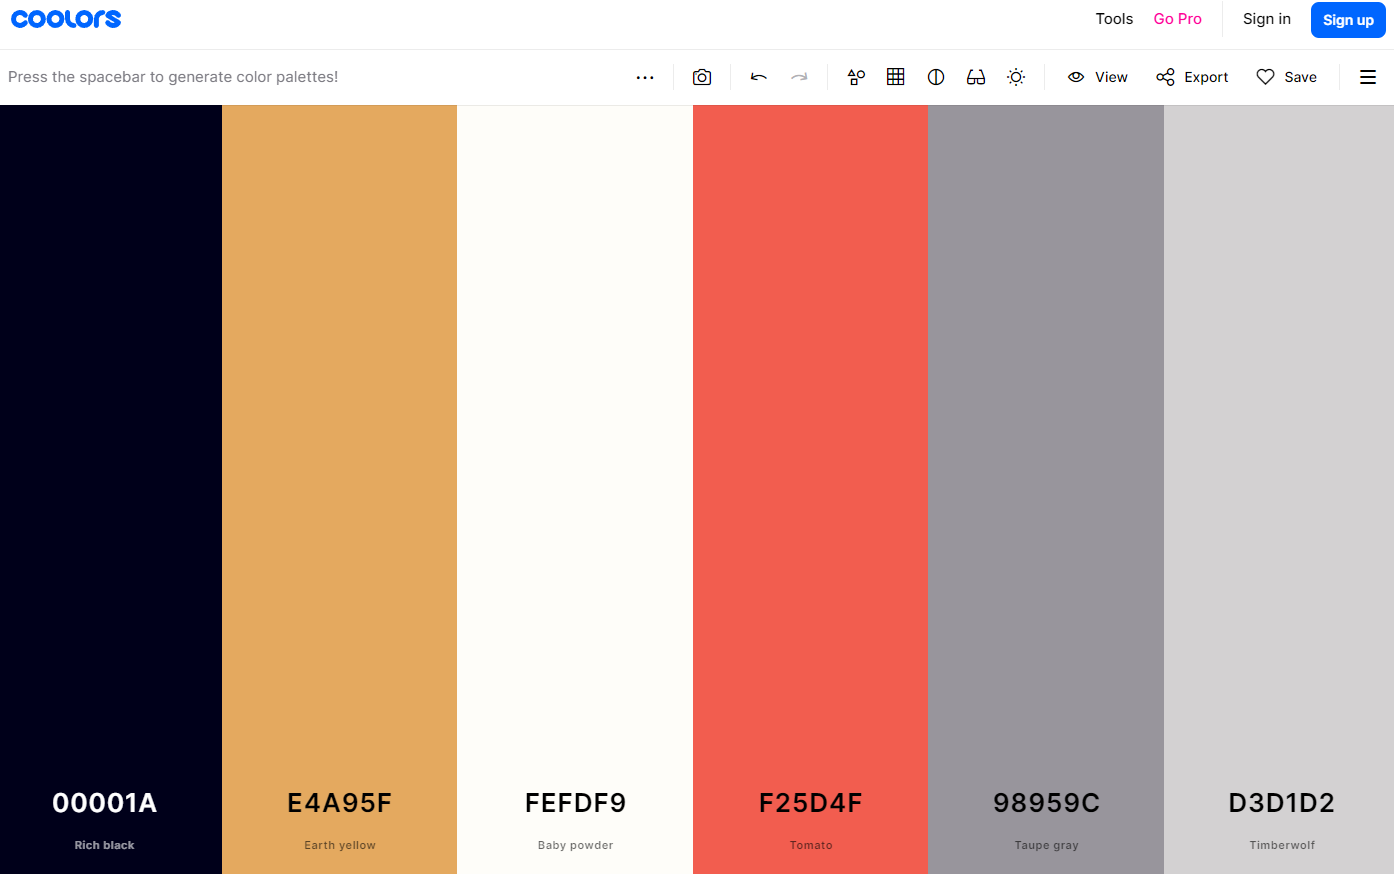 coolors
Tools Go Pro Sign in Sign up
Press the spacebar to generate color palettes!
View Export Save
00001A E4A95F FEFDF9 F25D4F 98959C D3D1D2
Rich black Earth yellow Baby powder Tomato Taupe gray Timberwolf